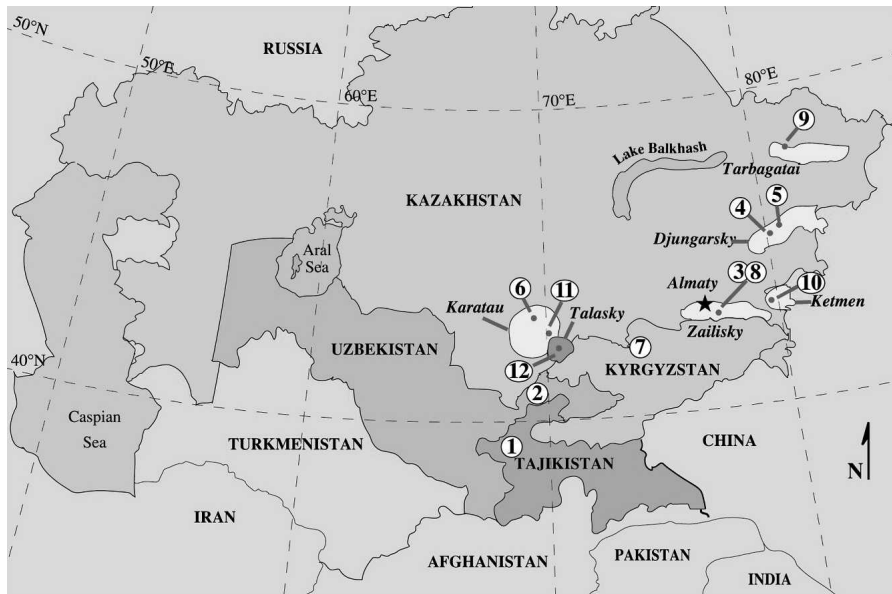 50°N
RUSSIA
50°E
80°E
60°E
70°E
9
Lake Balkhash
Tarbagatai
KAZAKHSTAN
5
4
Djungarsky
Aral
Sea
3 8
Almaty
10
6
11
Karatau
Talasky
Ketmen
Zailisky
UZBEKISTAN
7
40°N
12
KYRGYZSTAN
2
Caspian
Sea
TURKMENISTAN
1
TAJIKISTAN
CHINA
N
IRAN
AFGHANISTAN
PAKISTAN
INDIA